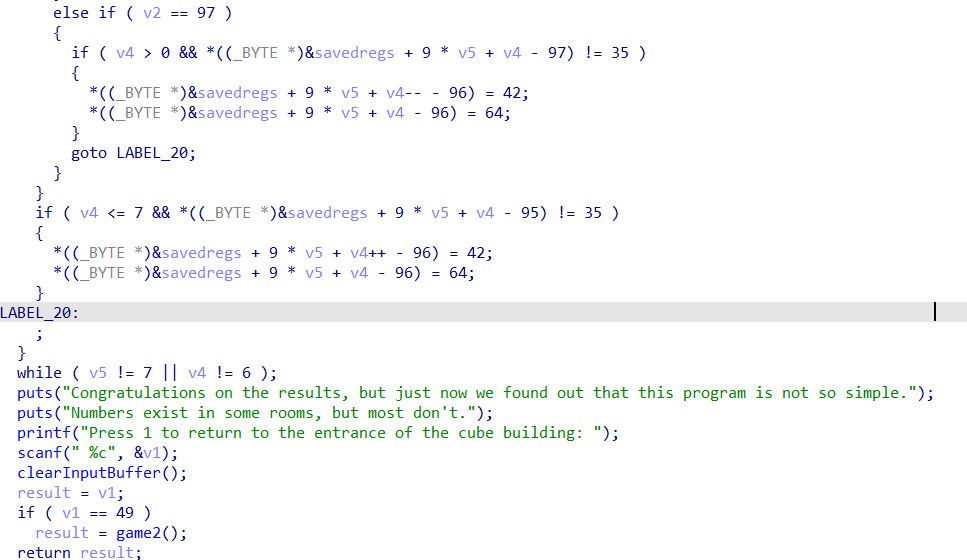 else if ( v2 == 97 )
{
if ( v4 > 0 && *((_BYTE *)&savedregs + 9 * v5 + v4 - 97) != 35 )
{
*((_BYTE *)&savedregs + 9 * v5 + v4-- - 96) = 42;
*((_BYTE *)&savedregs + 9 * v5 + v4 - 96) = 64;
}
goto LABEL_20;
}
}
if ( v4 <= 7 && *((_BYTE *)&savedregs + 9 * v5 + v4 - 95) != 35 )
{
*((_BYTE *)&savedregs + 9 * v5 + v4++ - 96) = 42;
*((_BYTE *)&savedregs + 9 * v5 + v4 - 96) = 64;
}
LABEL_20:
;
}
while ( v5 != 7 || v4 != 6 );
puts("Congratulations on the results, but just now we found out that this program is not so simple.");
puts("Numbers exist in some rooms, but most don't.");
printf("Press 1 to return to the entrance of the cube building: ");
scanf(" %c", &v1);
clearInputBuffer();
result = v1;
if ( v1 == 49 )
result = game2();
return result;